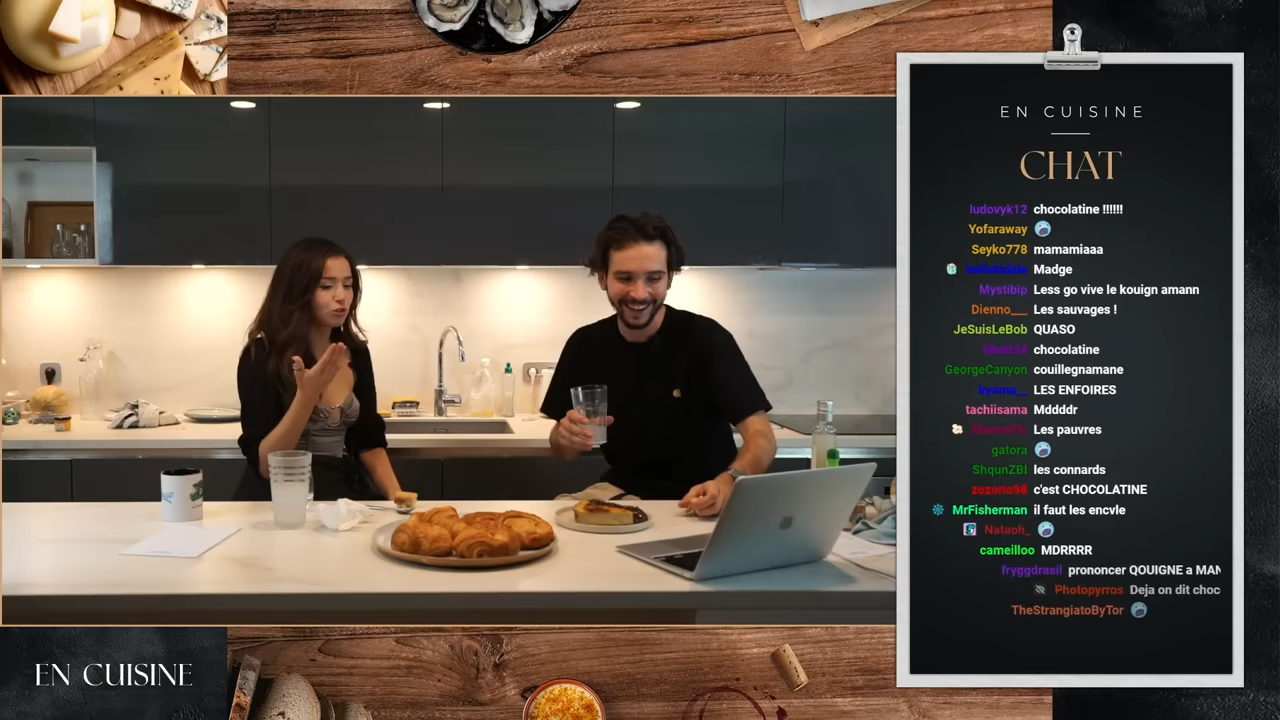 EN CUISINE
CHAT
ludovyk12 chocolatine !!!!!!
Yofaraway
Seyko778 mamamiaaa
Madge
Mystibip Less go vive le kouign amann
Dienno___ Les sauvages !
JeSuisLeBob QUASO
chocolatine
GeorgeCanyon couillegnamane
kyoma__ LES ENFOIRES
tachiisama Mddddr
Les pauvres
gatora
ShqunZBl les connards
zozorio98 c'est CHOCOLATINE
MrFisherman il faut les encvle
Nataoh_
cameilloo MDRRRR
fryggdrasil prononcer QOUIGNE a MAN
Photopyrros Deja on dit choc
TheStrangiatoByTor
EN CUISINE